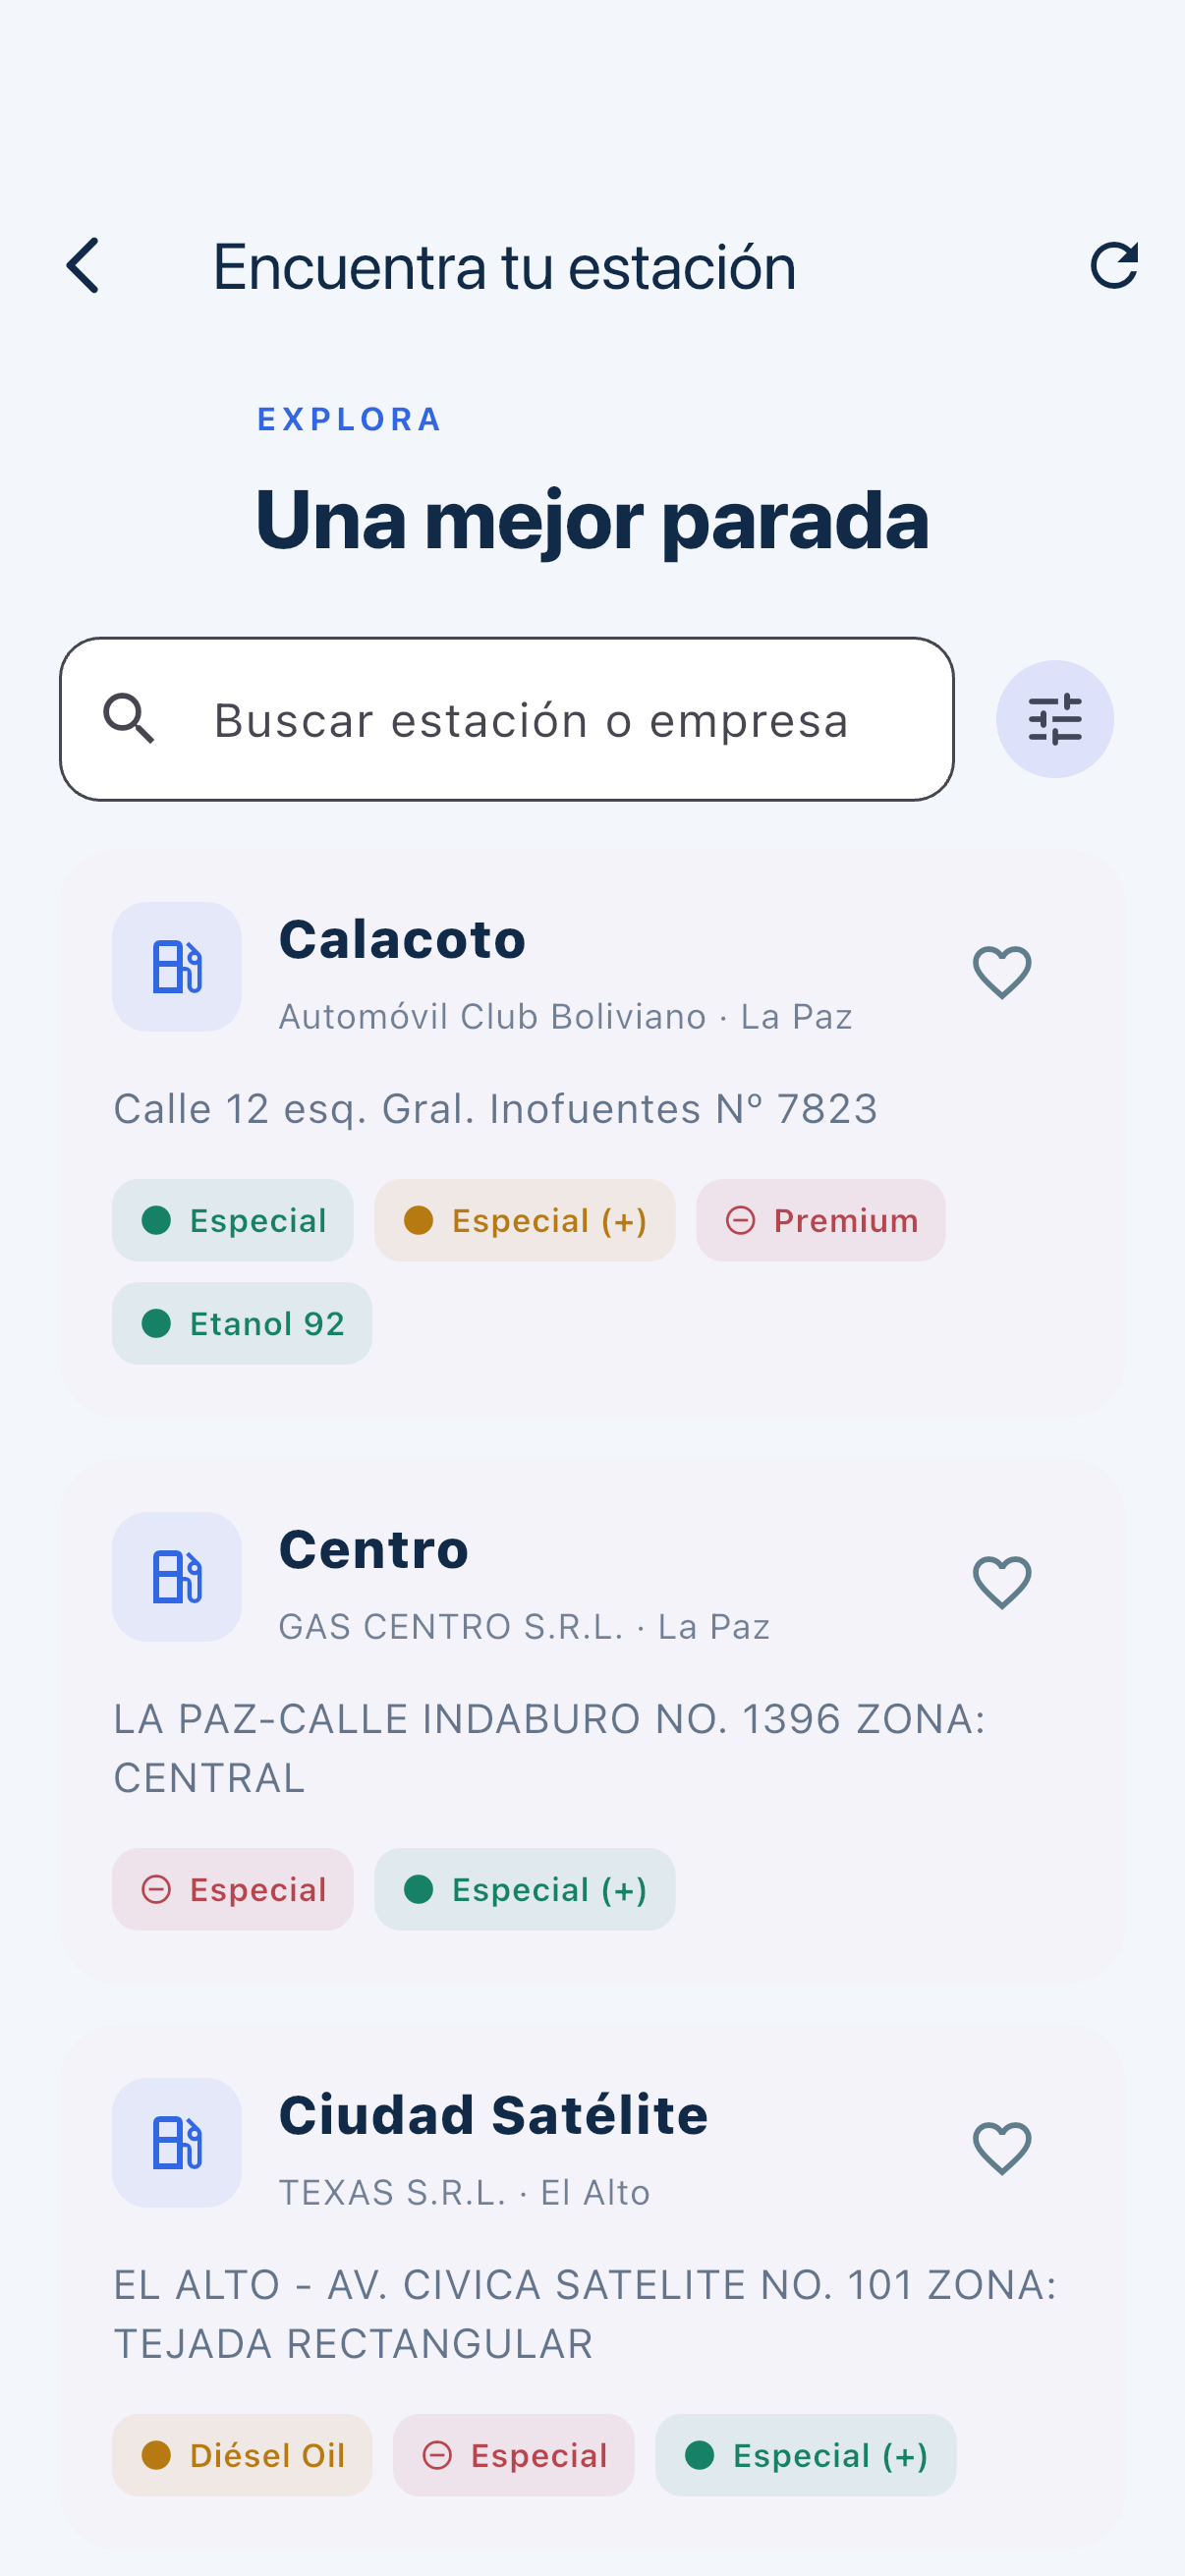 Encuentra tu estación
EXPLORA
Una mejor parada
Buscar estación o empresa
Calacoto
Automóvil Club Boliviano · La Paz
Calle 12 esq. Gral. Inofuentes Nº 7823
Especial
Especial (+)
Premium
Etanol 92
Centro
GAS CENTRO S.R.L. · La Paz
LA PAZ-CALLE INDABURO NO. 1396 ZONA:
CENTRAL
Especial
Especial (+)
Ciudad Satélite
TEXAS S.R.L. · El Alto
EL ALTO - AV. CIVICA SATELITE NO. 101 ZONA:
TEJADA RECTANGULAR
Diésel Oil
Especial
Especial (+)